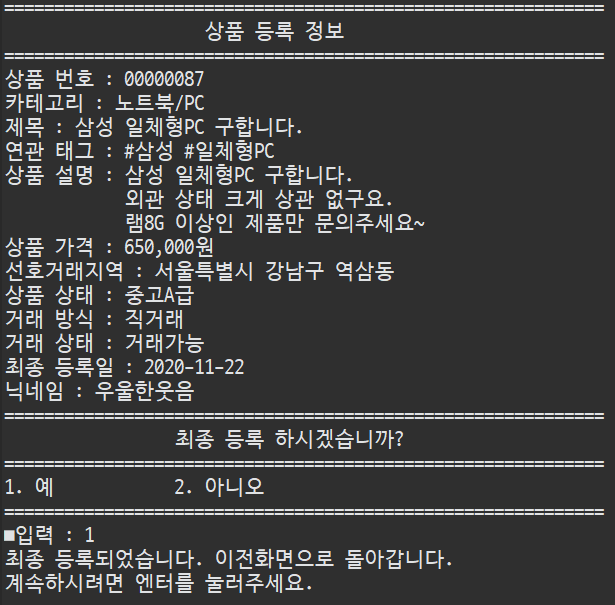 ============================================================
상품 등록 정보
============================================================
상품 번호 : 00000087
카테고리 : 노트북/PC
제목 : 삼성 일체형PC 구합니다.
연관 태그 : #삼성 #일체형PC
상품 설명 : 삼성 일체형PC 구합니다.
외관 상태 크게 상관 없구요.
램8G 이상인 제품만 문의주세요~
상품 가격 : 650,000원
선호거래지역 : 서울특별시 강남구 역삼동
상품 상태 : 중고A급
거래 방식 : 직거래
거래 상태 : 거래가능
최종 등록일 : 2020-11-22
닉네임 : 우울한웃음
============================================================
최종 등록 하시겠습니까?
============================================================
1. 예 2. 아니오
============================================================
■입력 : 1
최종 등록되었습니다. 이전화면으로 돌아갑니다.
계속하시려면 엔터를 눌러주세요.